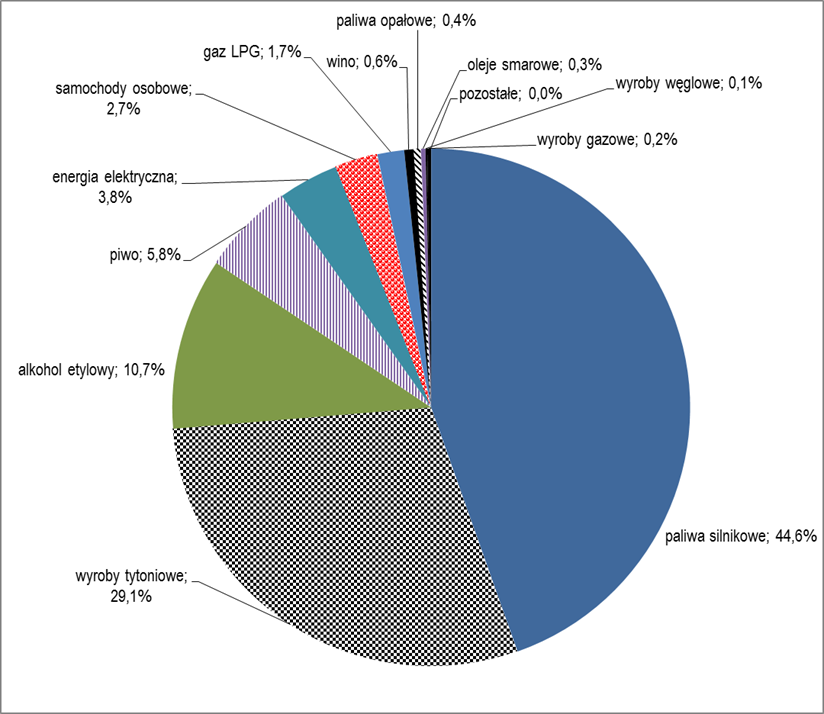 paliwa opałowe; 0,4%
gaz LPG; 1,7%
wino; 0,6%
oleje smarowe; 0,3%
samochody osobowe;
2,7%
pozostałe; 0,0%
wyroby węglowe; 0,1%
wyroby gazowe; 0,2%
energia elektryczna;
3,8%
piwo; 5,8%
alkohol etylowy; 10,7%
paliwa silnikowe; 44,6%
wyroby tytoniowe;
29,1%